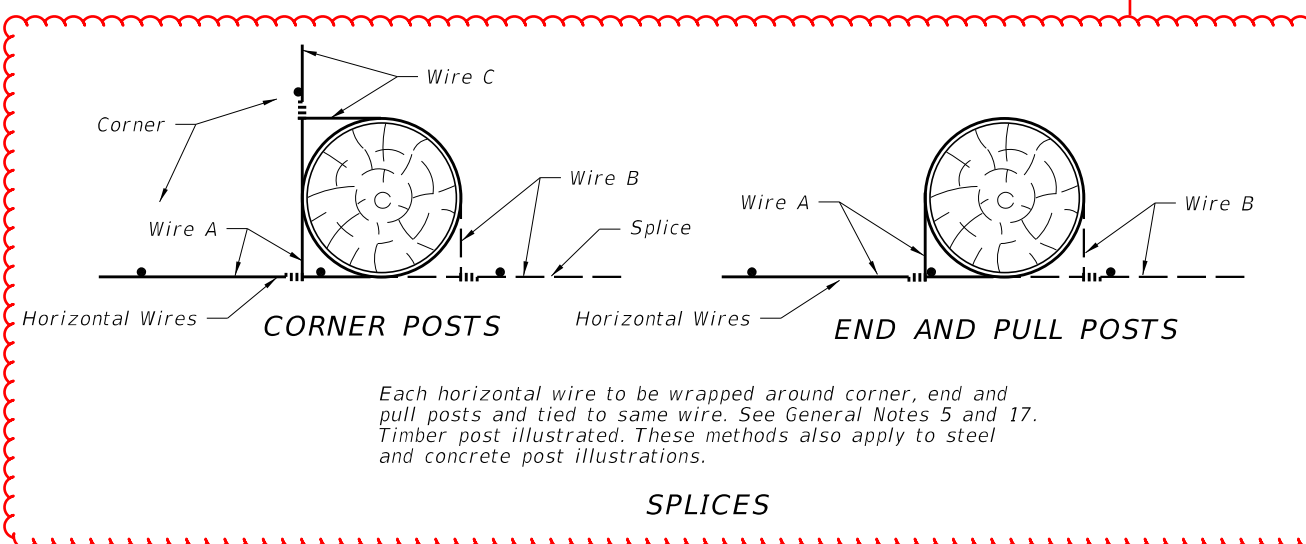 Wire C
Corner
Wire B
Wire A
Splice
Horizontal Wires
CORNER POSTS
Wire A
Wire B
Horizontal Wires
END AND PULL POSTS
Each horizontal wire to be wrapped around corner, end and
pull posts and tied to same wire. See General Notes 5 and 17.
Timber post illustrated. These methods also apply to steel
and concrete post illustrations.
SPLICES